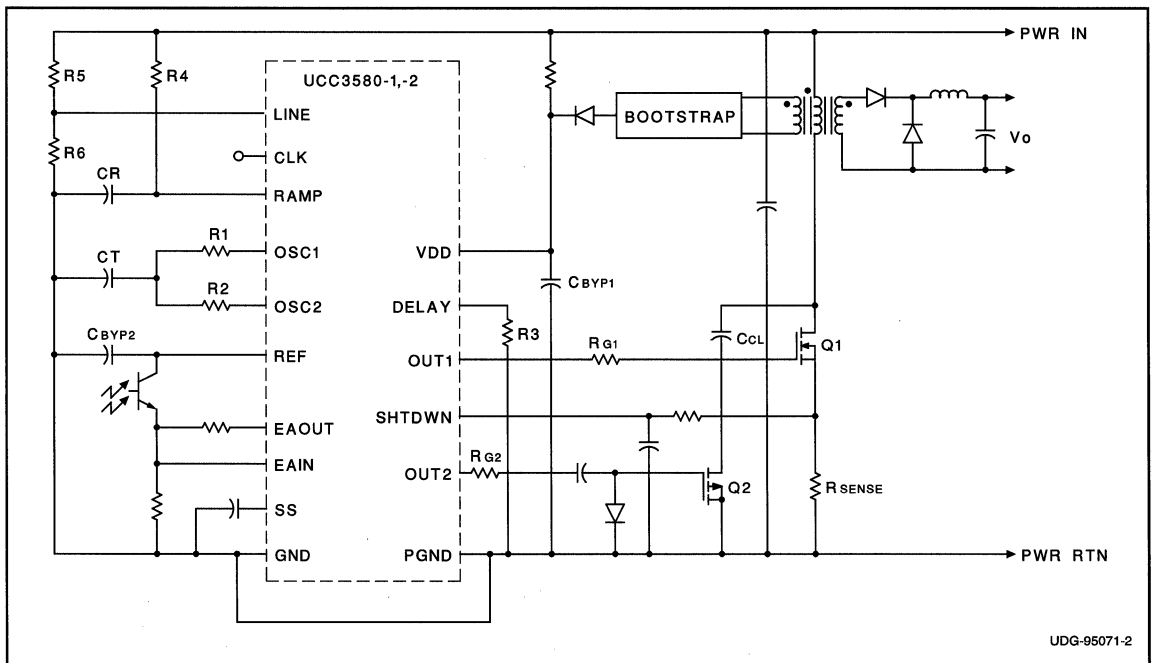 PWR IN
R5
R4
UCC3580-1,-2
LINE
BOOTSTRAP
Vo
R6
CLK
CR
RAMP
R1
OSC1
VDD
CT
R2
OSC2
CBYP1
DELAY
CBYP2
R3
REF
RG1
CCL
Q1
OUT1
SHTDWN
EAOUT
RG2
EAIN
OUT2
Q2
RSENSE
SS
GND
PGND
PWR RTN
UDG-95071-2